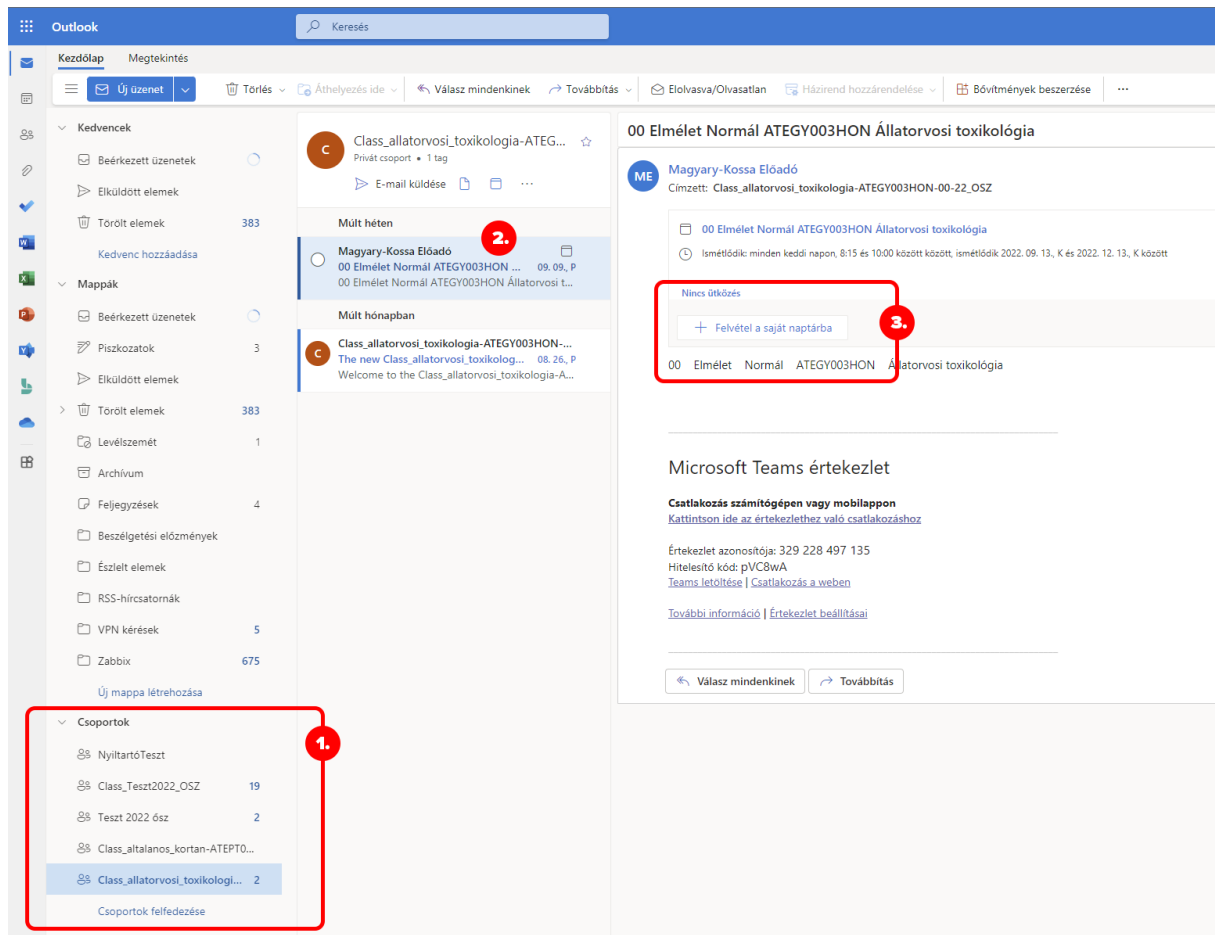 Outlook
Keresés
Kezdőlap Megtekintés
Új üzenet Törlés Áthelyezés ide Válasz mindenkinek Továbbítás Elolvasva/Olvasatlan Házirend hozzárendelése Bővítmények beszerzése ...
Kedvencek
Beérkezett üzenetek
Elküldött elemek
Törölt elemek 383
Kedvenc hozzáadása
Mappák
Beérkezett üzenetek
Piszkozatok 3
Elküldött elemek
Törölt elemek 383
Levélszemét 1
Archívum
Feljegyzések 4
Beszélgetési előzmények
Észlelt elemek
RSS-hírcsatornák
VPN kérések 5
Zabbix 675
Új mappa létrehozása
Csoportok
1.
NyiltartóTeszt
Class_Teszt2022_OSZ 19
Teszt 2022 ősz 2
Class_altalanos_kortan-ATEPT0...
Class_allatorvosi_toxikologi... 2
Csoportok felfedezése
C
Class_allatorvosi_toxikologia-ATEG...
Privát csoport • 1 tag
E-mail küldése ...
Múlt héten
2.
Magyary-Kossa Előadó
00 Elmélet Normál ATEGY003HON ... 09. 09., P
00 Elmélet Normál ATEGY003HON Állatorvosi t...
Múlt hónapban
C
Class_allatorvosi_toxikologia-ATEGY003HON-...
The new Class_allatorvosi_toxikolog... 08. 26., P
Welcome to the Class_allatorvosi_toxikologia-A...
00 Elmélet Normál ATEGY003HON Állatorvosi toxikológia
ME
Magyary-Kossa Előadó
Címzett: Class_allatorvosi_toxikologia-ATEGY003HON-00-22_OSZ
00 Elmélet Normál ATEGY003HON Állatorvosi toxikológia
Ismétlődik: minden keddi napon, 8:15 és 10:00 között között, ismétlődik 2022. 09. 13., K és 2022. 12. 13., K között
Nincs ütközés
3.
Felvétel a saját naptárba
00 Elmélet Normál ATEGY003HON Állatorvosi toxikológia
Microsoft Teams értekezlet
Csatlakozás számítógépen vagy mobilappon
Kattintson ide az értekezlethez való csatlakozáshoz
Értekezlet azonosítója: 329 228 497 135
Hitelesítő kód: pVC8wA
Teams letöltése | Csatlakozás a weben
További információ | Értekezlet beállításai
Válasz mindenkinek Továbbítás